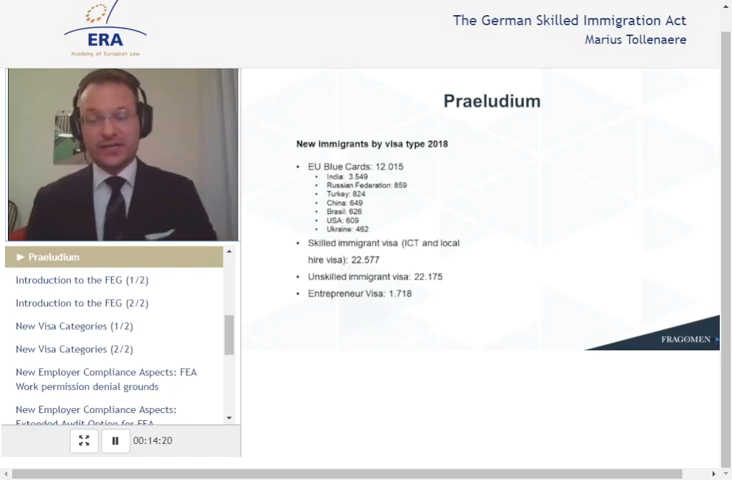 ERA
Academy of European Law
The German Skilled Immigration Act
Marius Tollenaere
Praeludium
New immigrants by visa type 2018
• EU Blue Cards: 12.015
• India: 3.549
• Russian Federation: 859
• Turkey: 824
• China: 649
• Brasil: 626
• USA: 609
• Ukraine: 462
• Skilled immigrant visa (ICT and local
hire visa): 22.577
• Unskilled immigrant visa: 22.175
• Entrepreneur Visa: 1.718
FRAGOMEN
► Praeludium
Introduction to the FEG (1/2)
Introduction to the FEG (2/2)
New Visa Categories (1/2)
New Visa Categories (2/2)
New Employer Compliance Aspects: FEA
Work permission denial grounds
New Employer Compliance Aspects:
Extended Audit Option for FEA
00:14:20